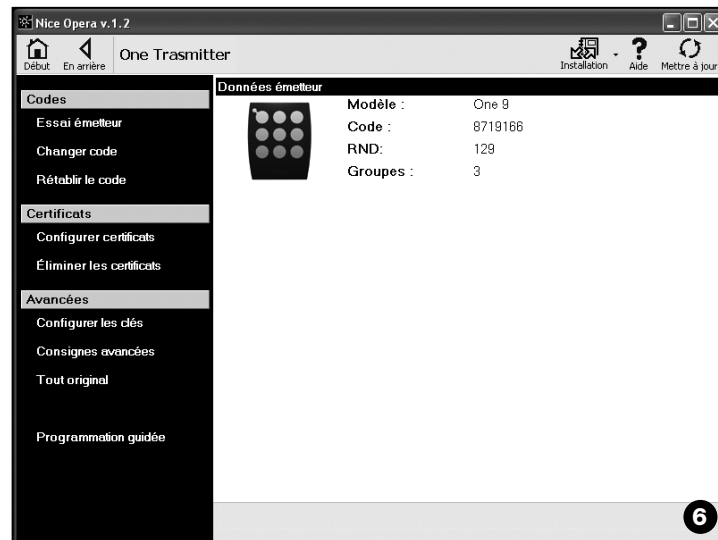 Nice Opera v.1.2
Début
En arrière
One Trasmitter
Installation
Aide
Mettre à jour
Codes
Essai émetteur
Changer code
Rétablir le code
Certificats
Configurer certificats
Éliminer les certificats
Avancées
Configurer les clés
Consignes avancées
Tout original
Programmation guidée
Données émetteur
Modèle : One 9
Code : 8719166
RND: 129
Groupes : 3
6